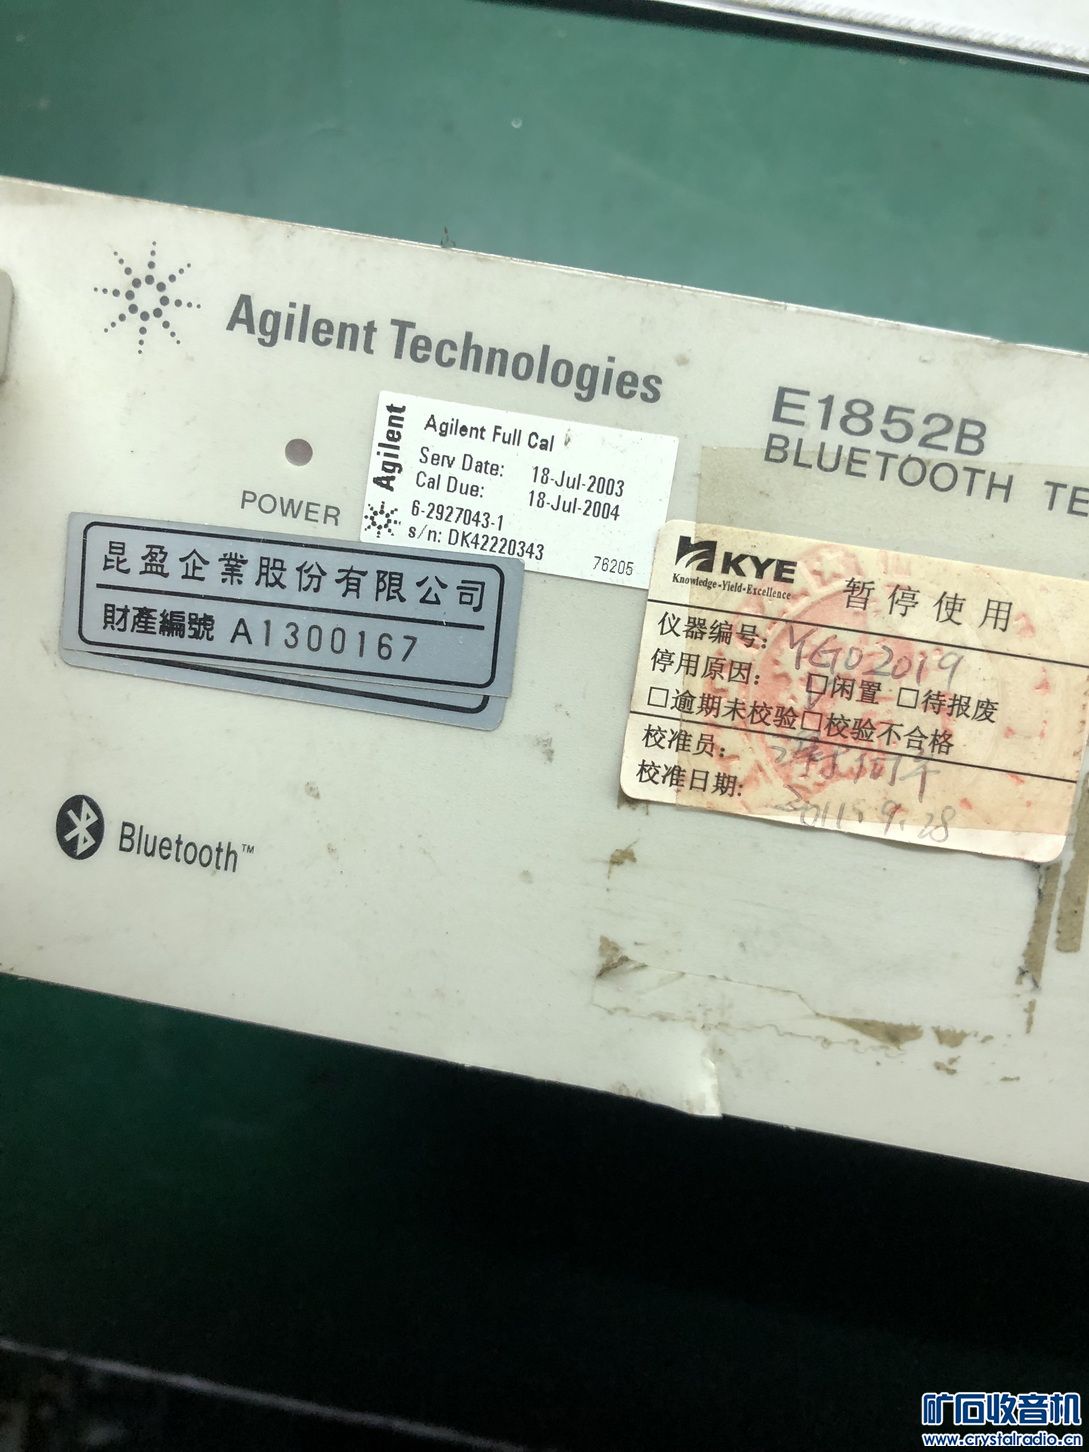 Agilent Technologies
E1852B
BLUETOOTH TE
POWER
Agilent
Agilent Full Cal
Serv Date: 18-Jul-2003
Cal Due: 18-Jul-2004
6-2927043-1
s/n: DK42220343
76205
昆盈企業股份有限公司
財產編號 A1300167
KYE
Knowledge-Yield-Excellence
暂停使用
仪器编号: YG02019
停用原因: □闲置 □待报废
□逾期未校验□校验不合格
校准员:
校准日期: 2011.9.28
Bluetooth™
矿石收音机
www.crystalradio.cn